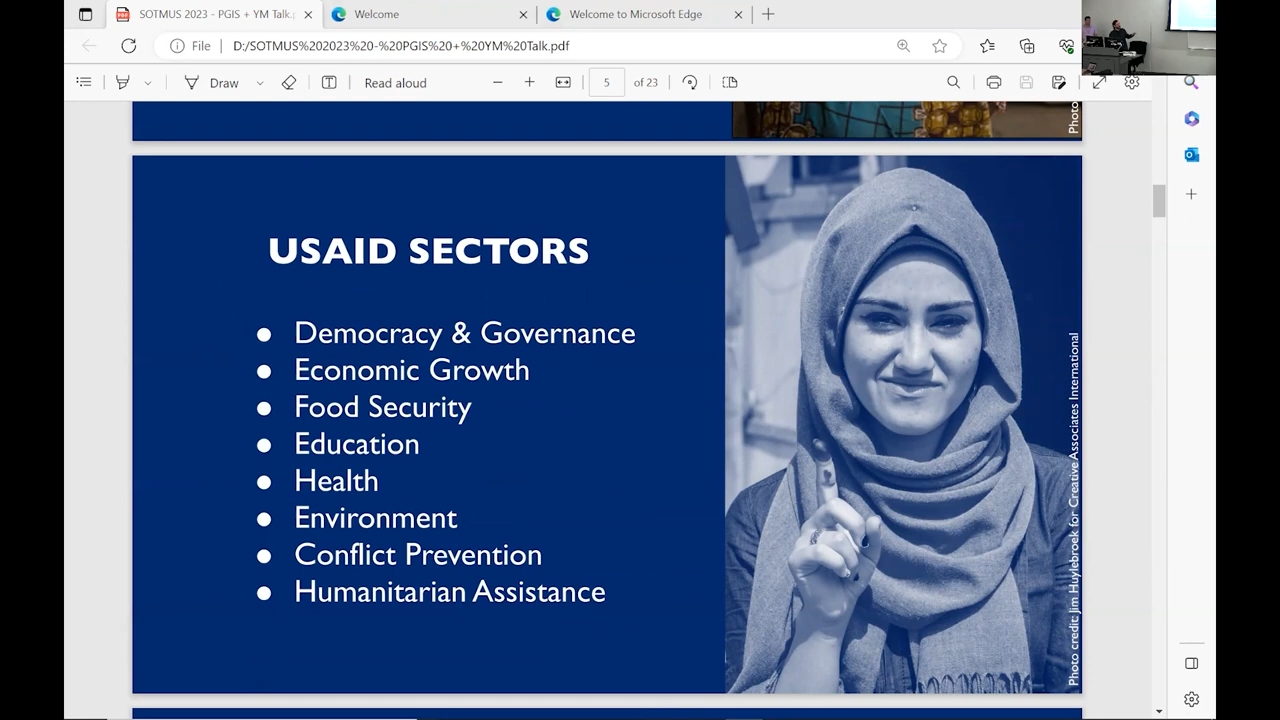 SOTMUS 2023 - PGIS + YM Talk.p
Welcome
Welcome to Microsoft Edge
File
D:/SOTMUS%202023%20-%20PGIS%20+%20YM%20Talk.pdf
Draw
Read aloud
5
of 23
Photo
USAID SECTORS
● Democracy & Governance
● Economic Growth
● Food Security
● Education
● Health
● Environment
● Conflict Prevention
● Humanitarian Assistance
Photo credit: Jim Huylebroek for Creative Associates International